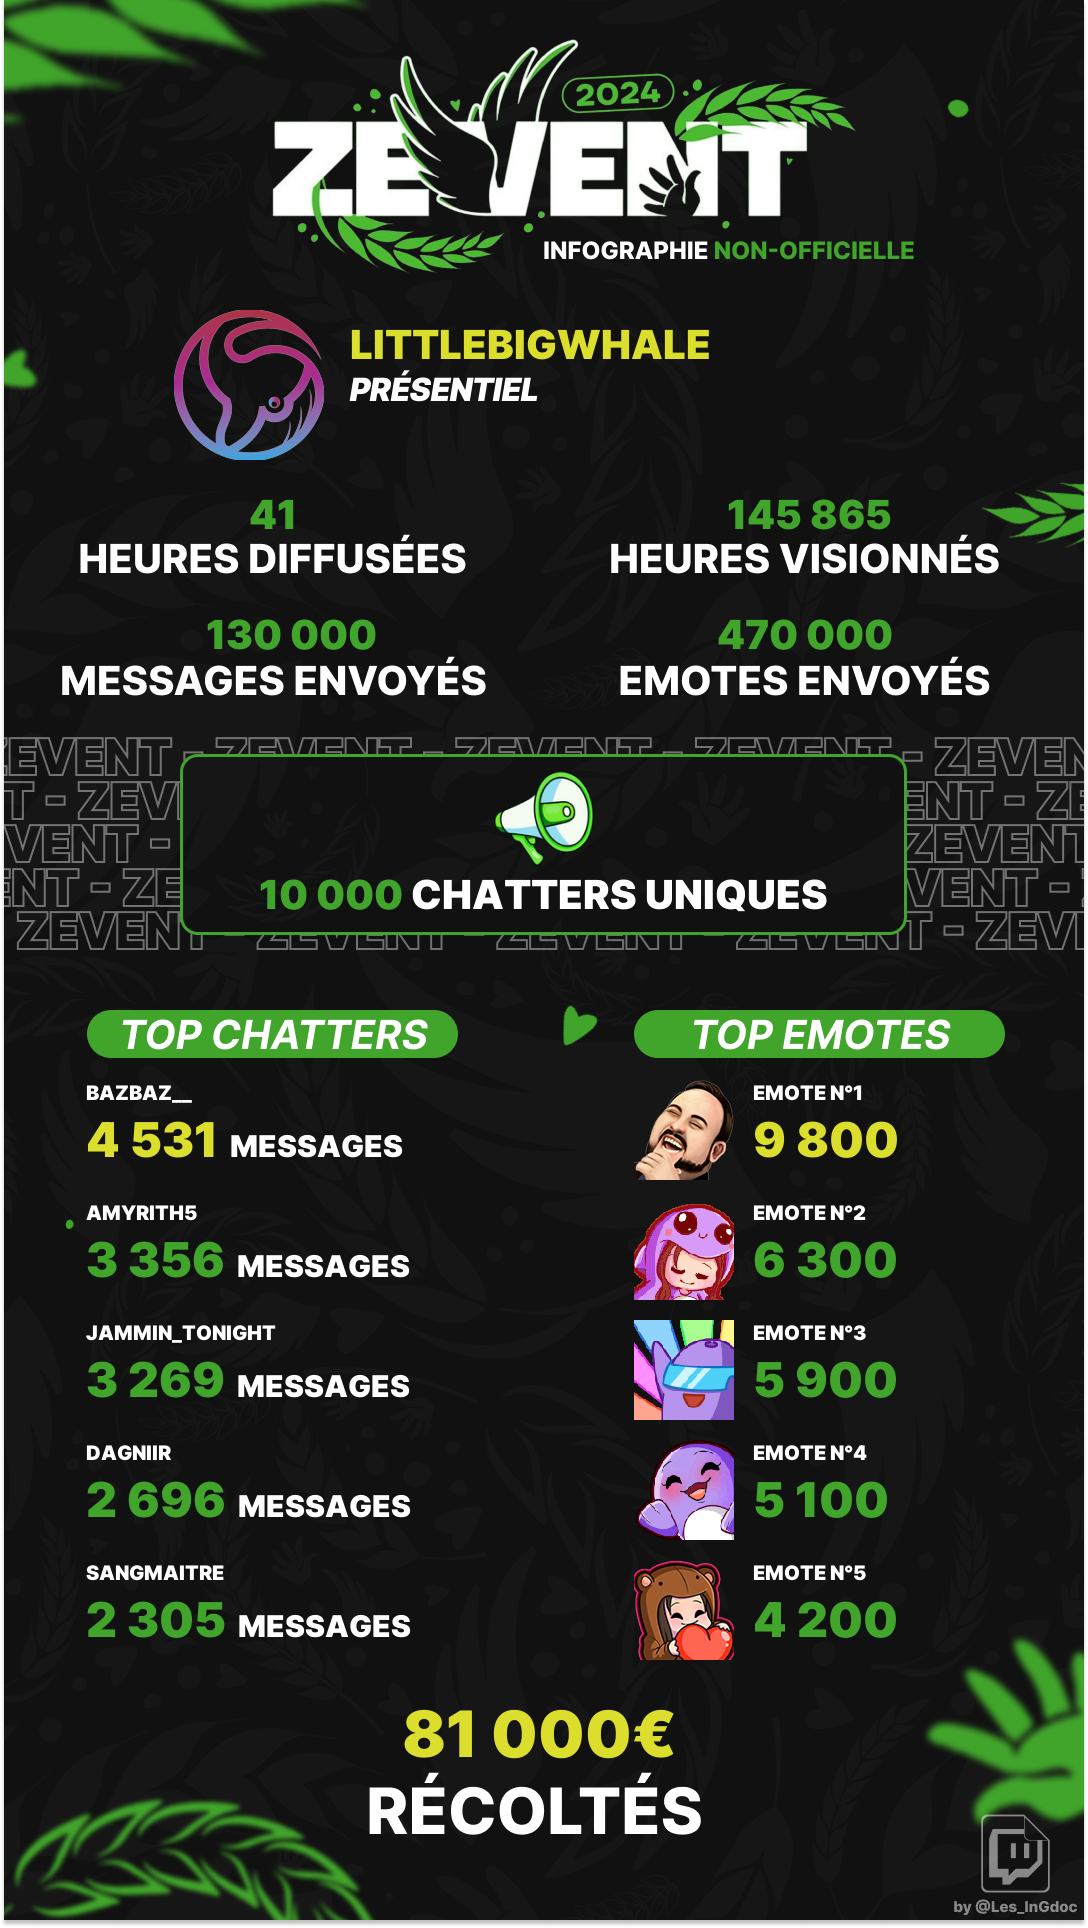 2024
ZEVENT
INFOGRAPHIE NON-OFFICIELLE
LITTLEBIGWHALE
PRÉSENTIEL
41
HEURES DIFFUSÉES
145 865
HEURES VISIONNÉS
130 000
MESSAGES ENVOYÉS
470 000
EMOTES ENVOYÉS
ZEVENT - ZEVENT - ZEVENT - ZEVENT - ZEVEN
10 000 CHATTERS UNIQUES
TOP CHATTERS
BAZBAZ__
4 531 MESSAGES
AMYRITH5
3 356 MESSAGES
JAMMIN_TONIGHT
3 269 MESSAGES
DAGNIIR
2 696 MESSAGES
SANGMAITRE
2 305 MESSAGES
TOP EMOTES
EMOTE N°1
9 800
EMOTE N°2
6 300
EMOTE N°3
5 900
EMOTE N°4
5 100
EMOTE N°5
4 200
81 000€
RÉCOLTÉS
by @Les_InGdoc